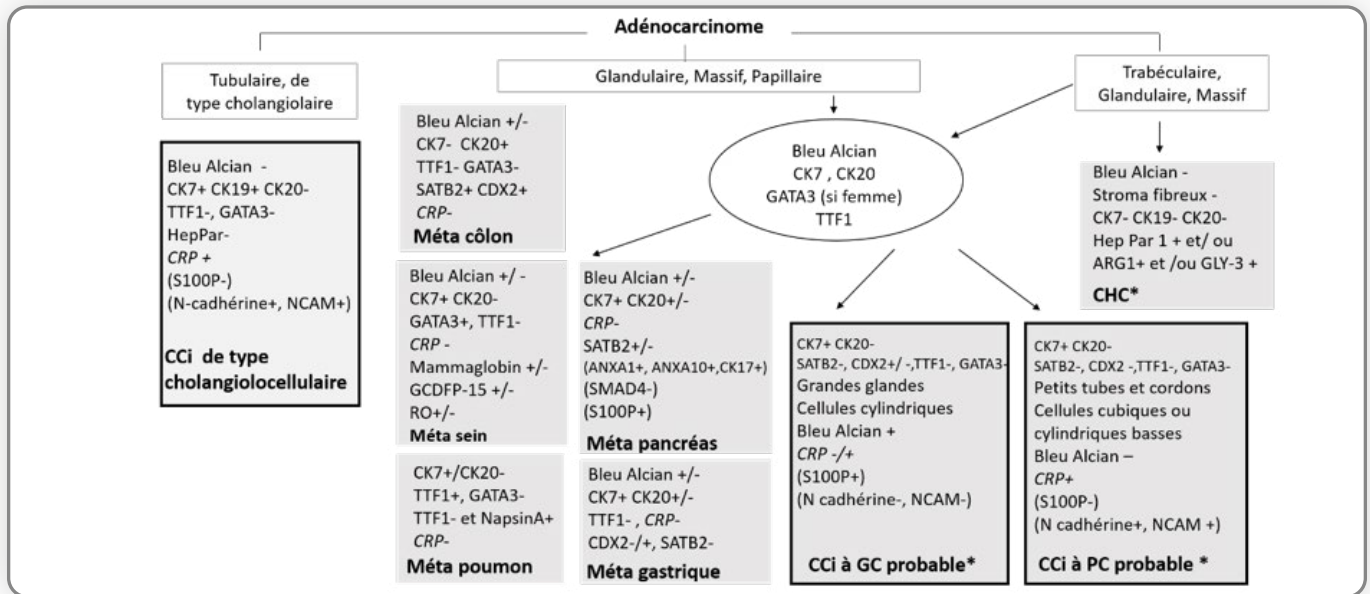 Adénocarcinome
Tubulaire, de
type cholangiolaire
Glandulaire, Massif, Papillaire
Trabéculaire,
Glandulaire, Massif
Bleu Alcian -
CK7+ CK19+ CK20-
TTF1-, GATA3-
HepPar-
CRP +
(S100P-)
(N-cadhérine+, NCAM+)
CCi de type
cholangiolocellulaire
Bleu Alcian +/-
CK7- CK20+
TTF1- GATA3-
SATB2+ CDX2+
CRP-
Méta côlon
Bleu Alcian
CK7 , CK20
GATA3 (si femme)
TTF1
Bleu Alcian -
Stroma fibreux -
CK7- CK19- CK20-
Hep Par 1 + et/ ou
ARG1+ et /ou GLY-3 +
CHC*
Bleu Alcian +/ -
CK7+ CK20-
GATA3+, TTF1-
CRP -
Mammaglobin +/-
GCDFP-15 +/-
RO+/-
Méta sein
Bleu Alcian +/-
CK7+ CK20+/-
CRP-
SATB2+/-
(ANXA1+, ANXA10+,CK17+)
(SMAD4-)
(S100P+)
Méta pancréas
CK7+/CK20-
TTF1+, GATA3-
TTF1- et NapsinA+
CRP-
Méta poumon
Bleu Alcian +/-
CK7+ CK20+/-
TTF1- , CRP-
CDX2-/+, SATB2-
Méta gastrique
CK7+ CK20-
SATB2-, CDX2+/ -,TTF1-, GATA3-
Grandes glandes
Cellules cylindriques
Bleu Alcian +
CRP -/+
(S100P+)
(N cadhérine-, NCAM-)
CCi à GC probable*
CK7+ CK20-
SATB2-, CDX2 -,TTF1-, GATA3-
Petits tubes et cordons
Cellules cubiques ou
cylindriques basses
Bleu Alcian –
CRP+
(S100P-)
(N cadhérine+, NCAM +)
CCi à PC probable *